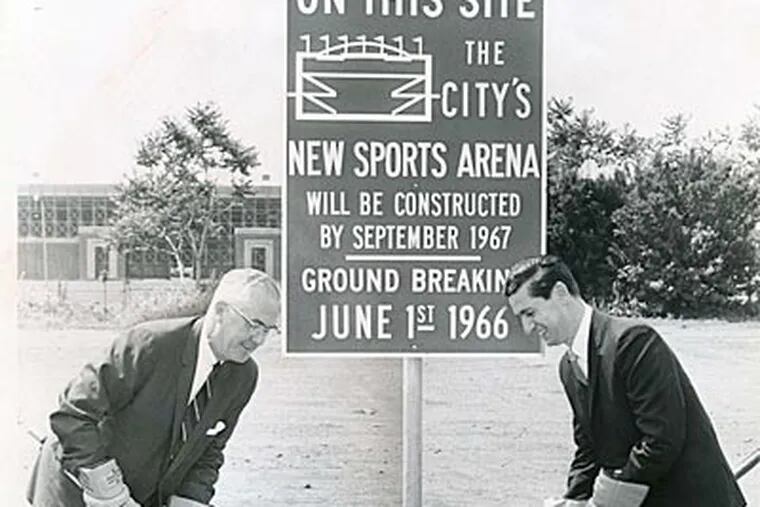 ON THIS SITE
THE
CITY'S
NEW SPORTS ARENA
WILL BE CONSTRUCTED
BY SEPTEMBER 1967
GROUND BREAKIN
JUNE 1ST 1966